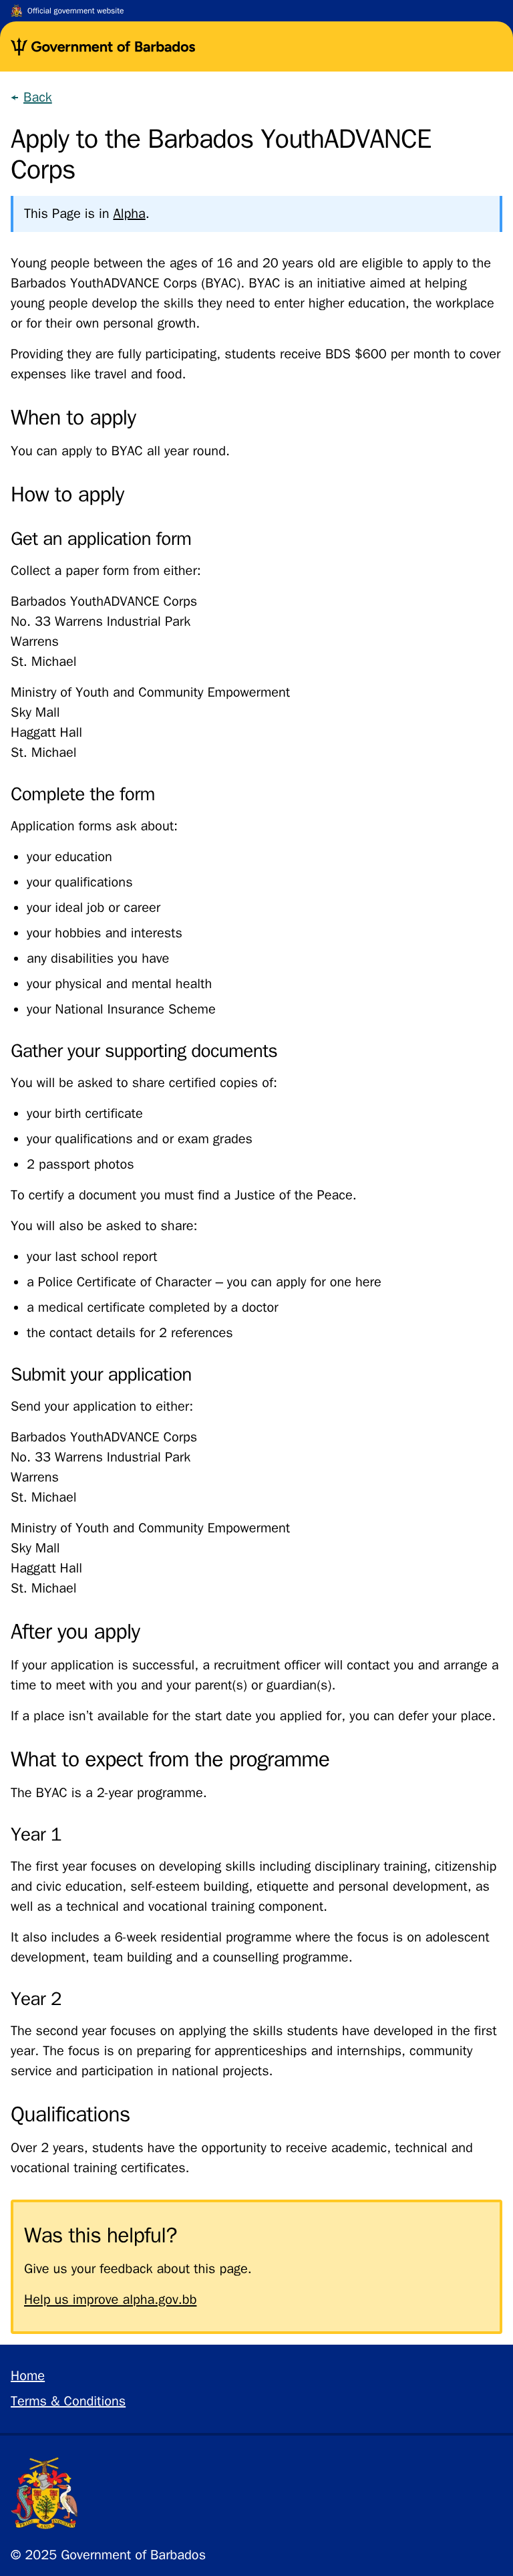 Official government website
Government of Barbados
Back
Apply to the Barbados YouthADVANCE
Corps
This Page is in Alpha.
Young people between the ages of 16 and 20 years old are eligible to apply to the
Barbados YouthADVANCE Corps (BYAC). BYAC is an initiative aimed at helping
young people develop the skills they need to enter higher education, the workplace
or for their own personal growth.
Providing they are fully participating, students receive BDS $600 per month to cover
expenses like travel and food.
When to apply
You can apply to BYAC all year round.
How to apply
Get an application form
Collect a paper form from either:
Barbados YouthADVANCE Corps
No. 33 Warrens Industrial Park
Warrens
St. Michael
Ministry of Youth and Community Empowerment
Sky Mall
Haggatt Hall
St. Michael
Complete the form
Application forms ask about:
• your education
• your qualifications
• your ideal job or career
• your hobbies and interests
• any disabilities you have
• your physical and mental health
• your National Insurance Scheme
Gather your supporting documents
You will be asked to share certified copies of:
• your birth certificate
• your qualifications and or exam grades
• 2 passport photos
To certify a document you must find a Justice of the Peace.
You will also be asked to share:
• your last school report
• a Police Certificate of Character – you can apply for one here
• a medical certificate completed by a doctor
• the contact details for 2 references
Submit your application
Send your application to either:
Barbados YouthADVANCE Corps
No. 33 Warrens Industrial Park
Warrens
St. Michael
Ministry of Youth and Community Empowerment
Sky Mall
Haggatt Hall
St. Michael
After you apply
If your application is successful, a recruitment officer will contact you and arrange a
time to meet with you and your parent(s) or guardian(s).
If a place isn't available for the start date you applied for, you can defer your place.
What to expect from the programme
The BYAC is a 2-year programme.
Year 1
The first year focuses on developing skills including disciplinary training, citizenship
and civic education, self-esteem building, etiquette and personal development, as
well as a technical and vocational training component.
It also includes a 6-week residential programme where the focus is on adolescent
development, team building and a counselling programme.
Year 2
The second year focuses on applying the skills students have developed in the first
year. The focus is on preparing for apprenticeships and internships, community
service and participation in national projects.
Qualifications
Over 2 years, students have the opportunity to receive academic, technical and
vocational training certificates.
Was this helpful?
Give us your feedback about this page.
Help us improve alpha.gov.bb
Home
Terms & Conditions
© 2025 Government of Barbados